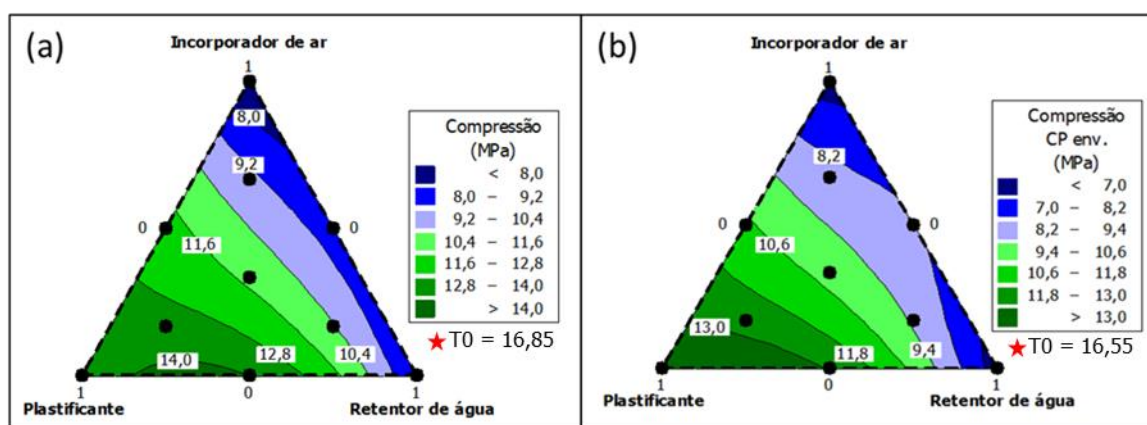 (a)
Incorporador de ar
1
8,0
9,2
0
0
11,6
14,0
12,8
10,4
1
0
1
Plastificante
Retentor de água
Compressão
(MPa)
< 8,0
8,0 – 9,2
9,2 – 10,4
10,4 – 11,6
11,6 – 12,8
12,8 – 14,0
> 14,0
T0 = 16,85
(b)
Incorporador de ar
1
8,2
0
0
10,6
13,0
11,8
9,4
1
0
1
Plastificante
Retentor de água
Compressão
CP env.
(MPa)
< 7,0
7,0 – 8,2
8,2 – 9,4
9,4 – 10,6
10,6 – 11,8
11,8 – 13,0
> 13,0
T0 = 16,55